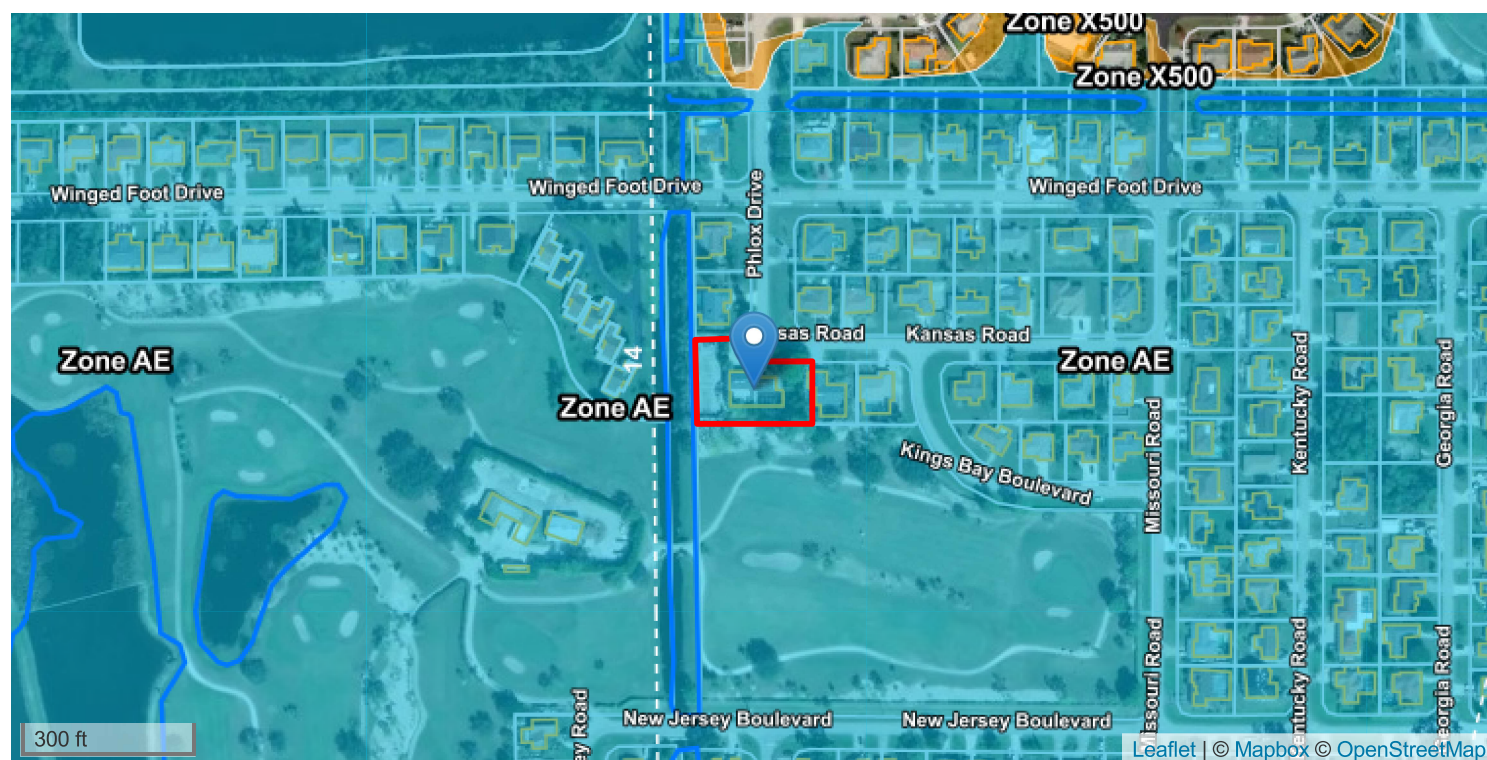 Zone X500
Zone X500
Winged Foot Drive
Winged Foot Drive
Winged Foot Drive
Phlox Drive
sas Road
Kansas Road
Zone AE
14
Zone AE
Zone AE
Kentucky Road
Georgia Road
Missouri Road
Kings Bay Boulevard
Missouri Road
Kentucky Road
Georgia Road
ey Road
New Jersey Boulevard
New Jersey Boulevard
300 ft
Leaflet | © Mapbox © OpenStreetMap